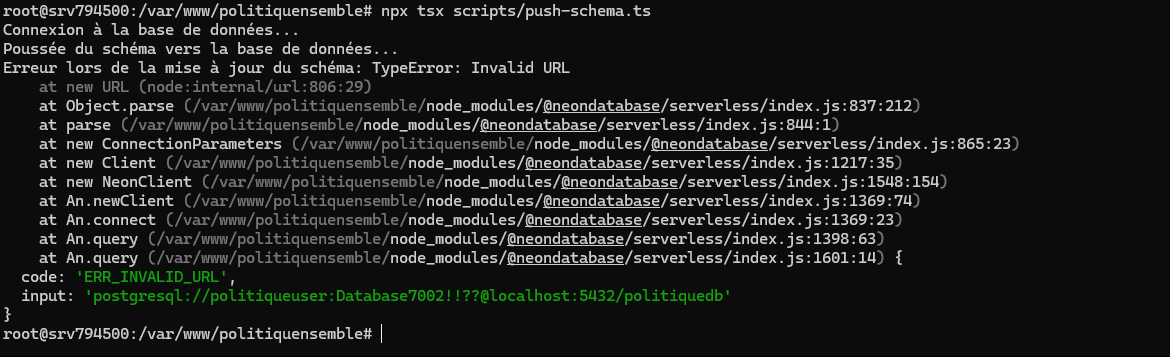 root@srv794500:/var/www/politiquensemble# npx tsx scripts/push-schema.ts
Connexion à la base de données...
Poussée du schéma vers la base de données...
Erreur lors de la mise à jour du schéma: TypeError: Invalid URL
    at new URL (node:internal/url:806:29)
    at Object.parse (/var/www/politiquensemble/node_modules/@neondatabase/serverless/index.js:837:212)
    at parse (/var/www/politiquensemble/node_modules/@neondatabase/serverless/index.js:844:1)
    at new ConnectionParameters (/var/www/politiquensemble/node_modules/@neondatabase/serverless/index.js:865:23)
    at new Client (/var/www/politiquensemble/node_modules/@neondatabase/serverless/index.js:1217:35)
    at new NeonClient (/var/www/politiquensemble/node_modules/@neondatabase/serverless/index.js:1548:154)
    at An.newClient (/var/www/politiquensemble/node_modules/@neondatabase/serverless/index.js:1369:74)
    at An.connect (/var/www/politiquensemble/node_modules/@neondatabase/serverless/index.js:1369:23)
    at An.query (/var/www/politiquensemble/node_modules/@neondatabase/serverless/index.js:1398:63)
    at An.query (/var/www/politiquensemble/node_modules/@neondatabase/serverless/index.js:1601:14) {
  code: 'ERR_INVALID_URL',
  input: 'postgresql://politiqueuser:Database7002!!??@localhost:5432/politiquedb'
}
root@srv794500:/var/www/politiquensemble#